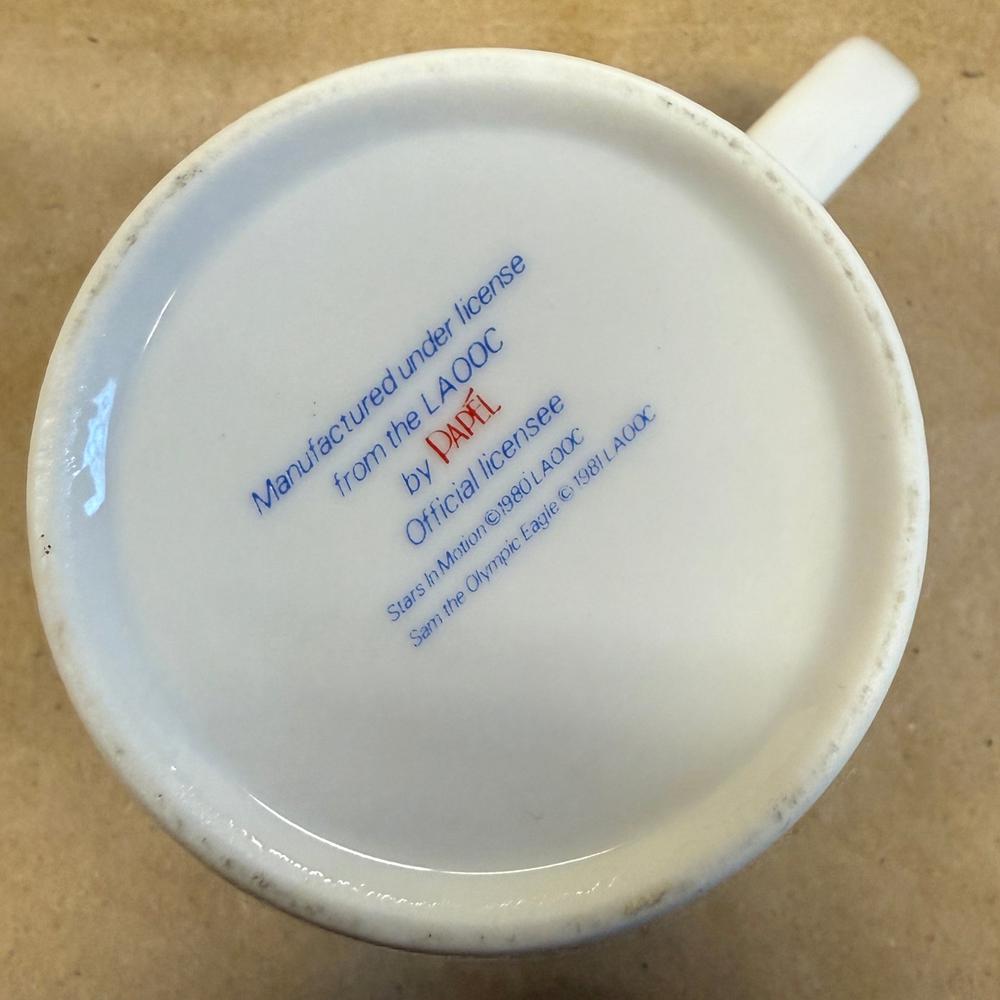 Manufactured under license
from the LAOOC
by PAPÉL
Official licensee
Stars In Motion ©1980 LAOOC
Sam the Olympic Eagle © 1981 LAOOC